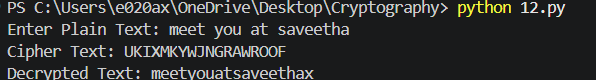 PS C:\Users\e020ax\OneDrive\Desktop\Cryptography> python 12.py
Enter Plain Text: meet you at saveetha
Cipher Text: UKIXMKYWJNGRAWROOF
Decrypted Text: meetyouatsaveethax